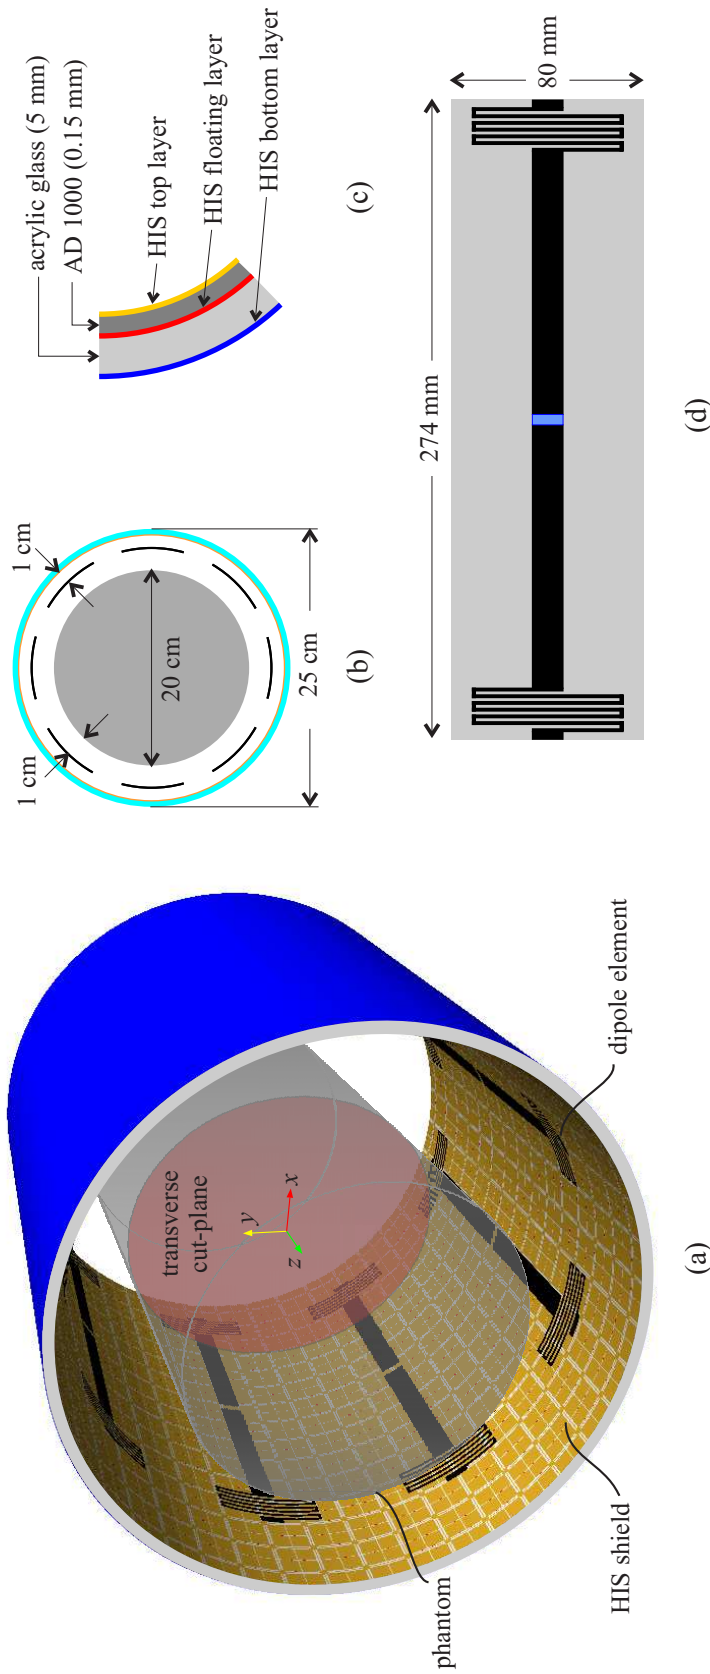 transverse
cut-plane
y
x
z
phantom
HIS shield
dipole element
(a)
1 cm
1 cm
20 cm
25 cm
(b)
acrylic glass (5 mm)
AD 1000 (0.15 mm)
HIS top layer
HIS floating layer
HIS bottom layer
(c)
274 mm
80 mm
(d)